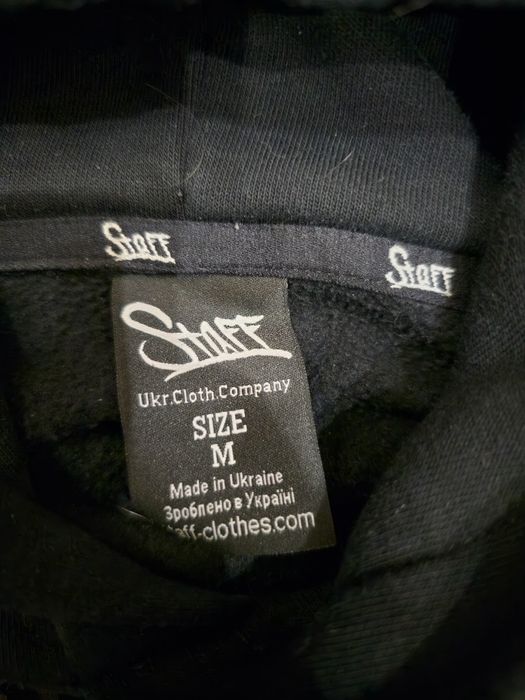 Staff
Staff
Staff
Ukr.Cloth.Company
SIZE
M
Made in Ukraine
Зроблено в Україні
ff-clothes.com